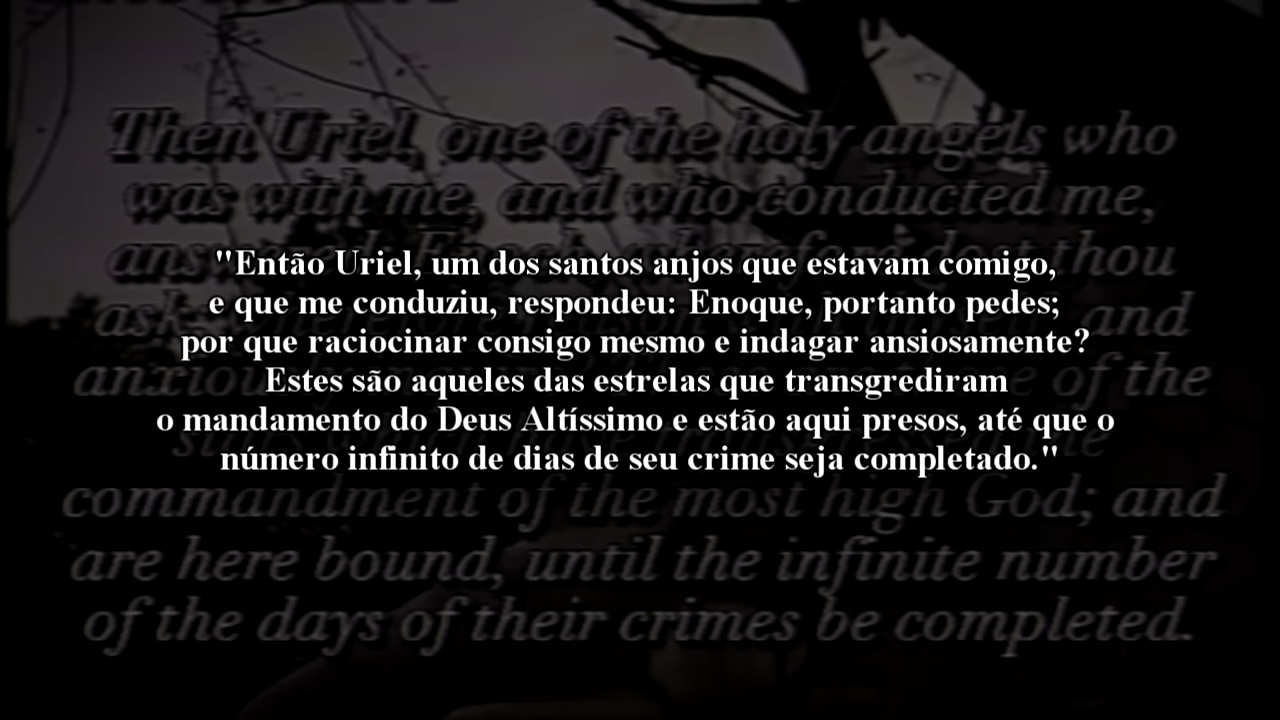 Then Uriel, one of the holy angels who
was with me, and who conducted me,
thou
and
of the
commandment of the most high God; and
are here bound, until the infinite number
of the days of their crimes be completed.
"Então Uriel, um dos santos anjos que estavam comigo,
e que me conduziu, respondeu: Enoque, portanto pedes;
por que raciocinar consigo mesmo e indagar ansiosamente?
Estes são aqueles das estrelas que transgrediram
o mandamento do Deus Altíssimo e estão aqui presos, até que o
número infinito de dias de seu crime seja completado."